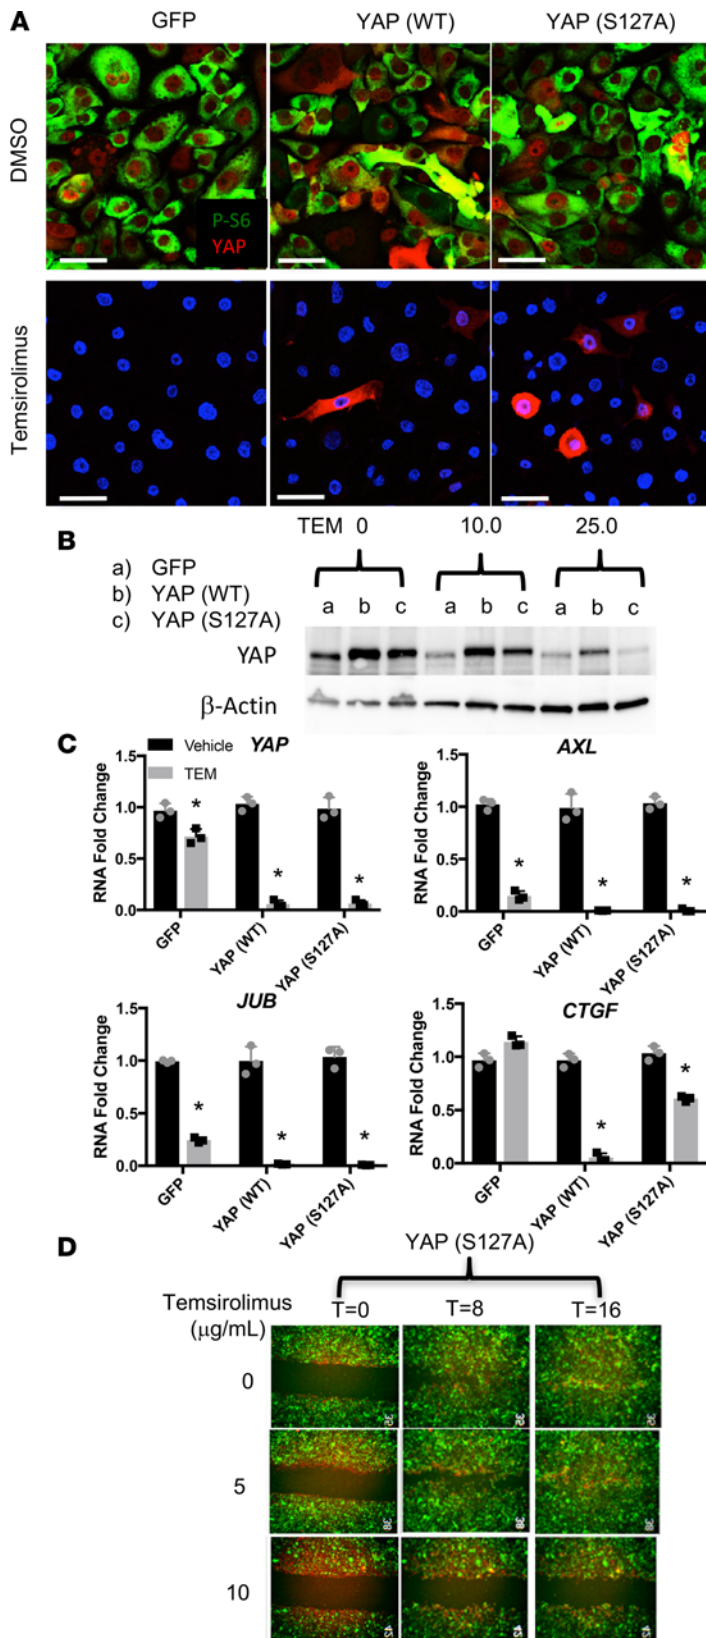 A
GFP
YAP (WT)
YAP (S127A)
DMSO
P-S6
YAP
Temsirolimus
B
TEM 0 10.0 25.0
a) GFP
b) YAP (WT)
c) YAP (S127A)
a b c a b c a b c
YAP
β-Actin
C
Vehicle
TEM
YAP
RNA Fold Change
1.5
1.0
0.5
0.0
*
*
*
GFP
YAP (WT)
YAP (S127A)
AXL
RNA Fold Change
1.5
1.0
0.5
0.0
*
*
*
GFP
YAP (WT)
YAP (S127A)
JUB
RNA Fold Change
1.5
1.0
0.5
0.0
*
*
*
GFP
YAP (WT)
YAP (S127A)
CTGF
RNA Fold Change
1.5
1.0
0.5
0.0
*
*
GFP
YAP (WT)
YAP (S127A)
D
YAP (S127A)
Temsirolimus
(μg/mL)
T=0 T=8 T=16
0
5
38
38
38
10